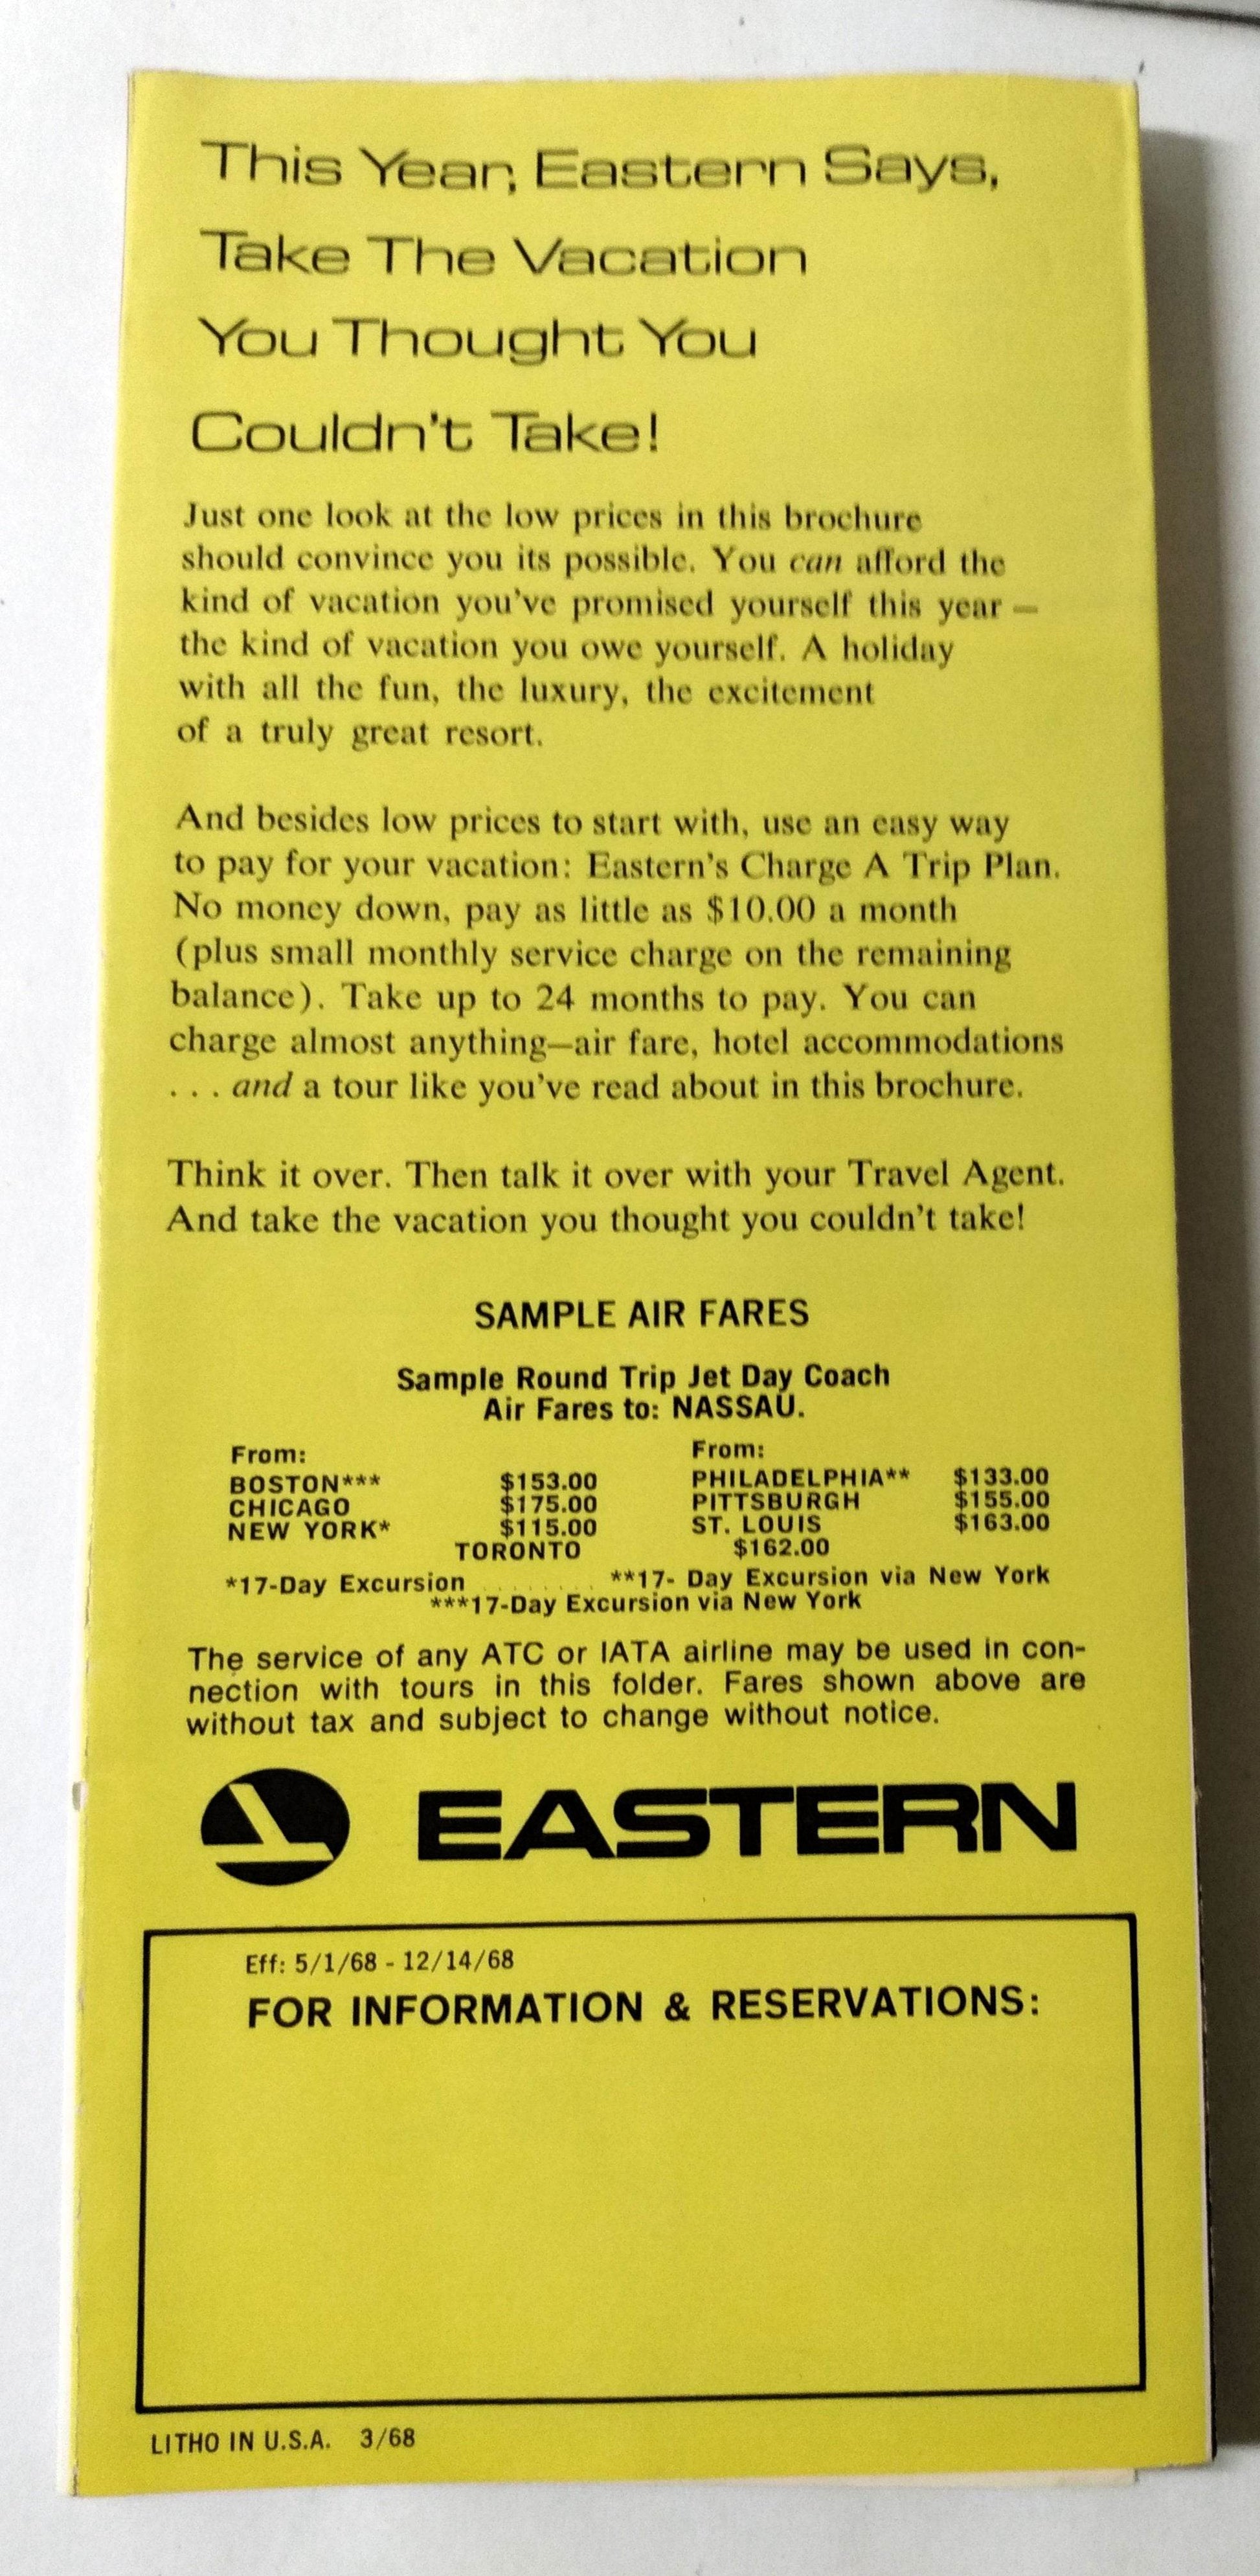 This Year, Eastern Says,
Take The Vacation
You Thought You
Couldn't Take!
Just one look at the low prices in this brochure
should convince you its possible. You can afford the
kind of vacation you've promised yourself this year —
the kind of vacation you owe yourself. A holiday
with all the fun, the luxury, the excitement
of a truly great resort.
And besides low prices to start with, use an easy way
to pay for your vacation: Eastern's Charge A Trip Plan.
No money down, pay as little as $10.00 a month
(plus small monthly service charge on the remaining
balance). Take up to 24 months to pay. You can
charge almost anything—air fare, hotel accommodations
. . . and a tour like you've read about in this brochure.
Think it over. Then talk it over with your Travel Agent.
And take the vacation you thought you couldn't take!
SAMPLE AIR FARES
Sample Round Trip Jet Day Coach
Air Fares to: NASSAU.
From: From:
BOSTON*** $153.00 PHILADELPHIA** $133.00
CHICAGO $175.00 PITTSBURGH $155.00
NEW YORK* $115.00 ST. LOUIS $163.00
TORONTO $162.00
*17-Day Excursion **17- Day Excursion via New York
***17-Day Excursion via New York
The service of any ATC or IATA airline may be used in con-
nection with tours in this folder. Fares shown above are
without tax and subject to change without notice.
EASTERN
Eff: 5/1/68 - 12/14/68
FOR INFORMATION & RESERVATIONS:
LITHO IN U.S.A. 3/68